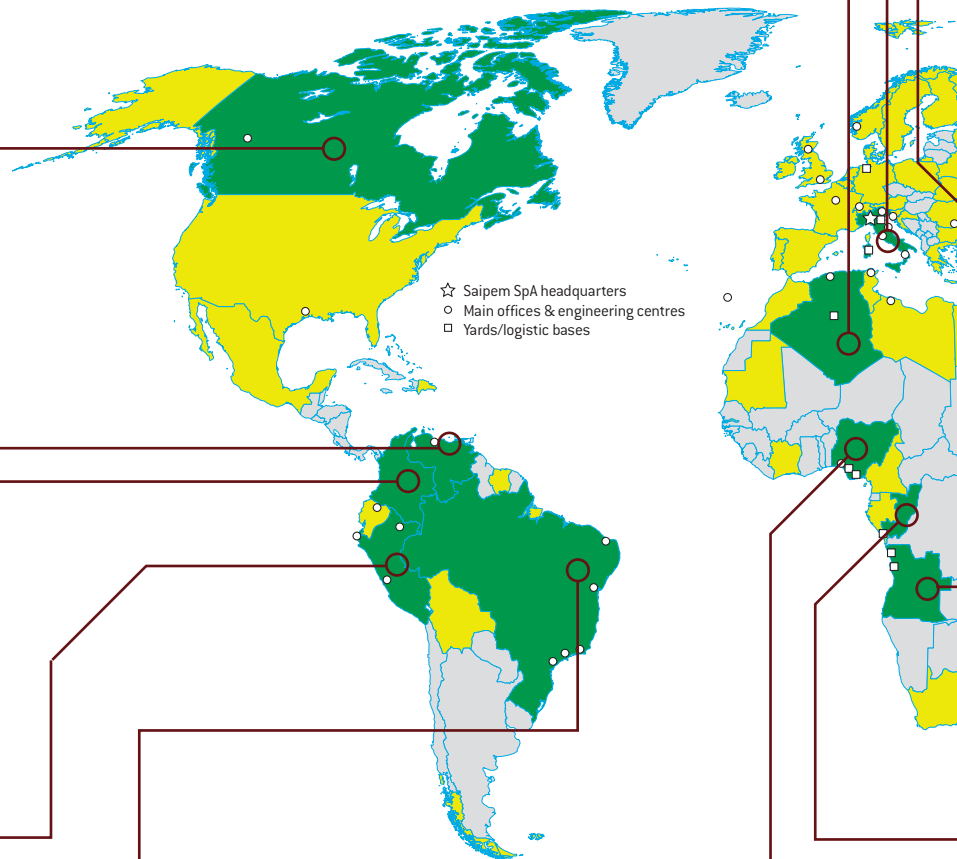 Saipem SpA headquarters
Main offices & engineering centres
Yards/logistic bases